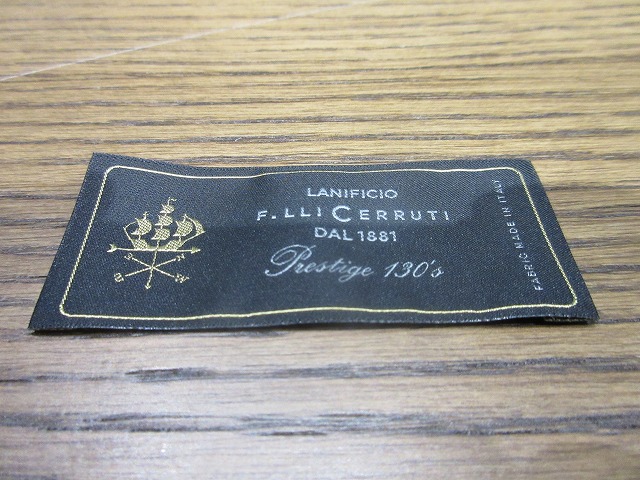 LANIFICIO
F.LLI CERRUTI
DAL 1881
Prestige 130's
FABRIC MADE IN ITALY